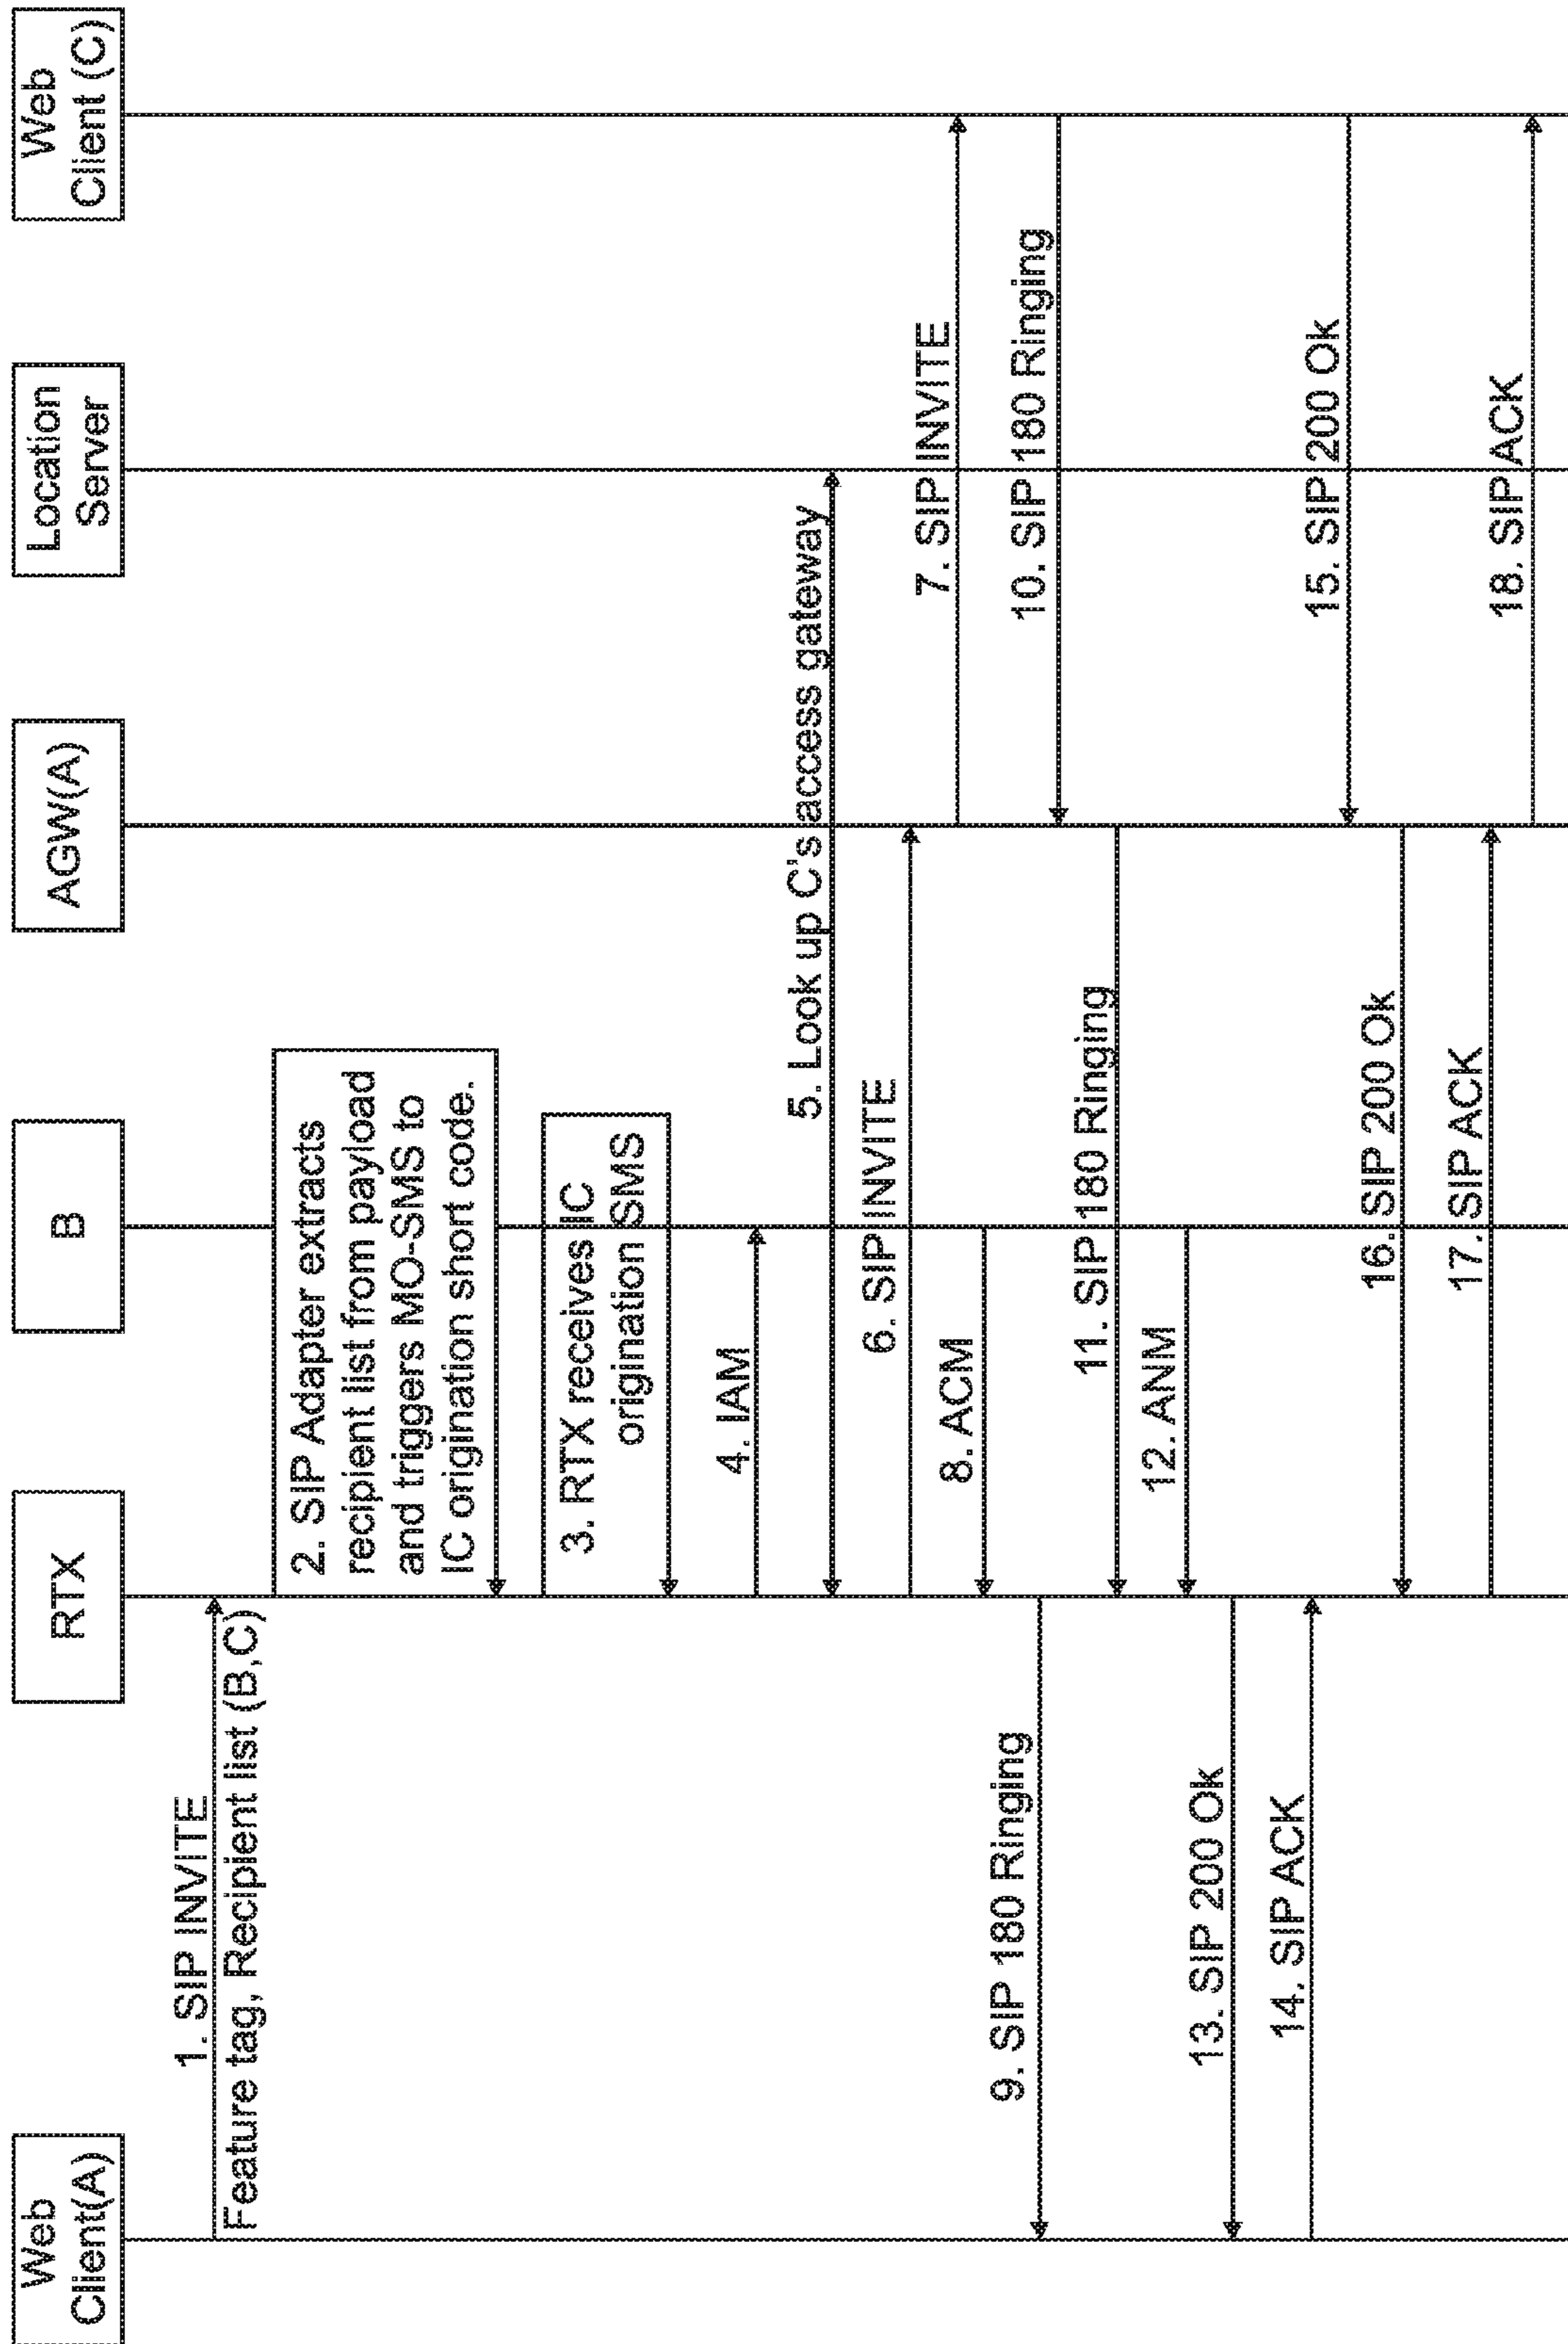 Web
Client(A)
RTX
B
AGW(A)
Location
Server
Web
Client (C)
1. SIP INVITE
Feature tag, Recipient list (B,C)
2. SIP Adapter extracts
recipient list from payload
and triggers MO-SMS to
IC origination short code.
3. RTX receives IC
origination SMS
4. IAM
5. Look up C's access gateway
6. SIP INVITE
7. SIP INVITE
8. ACM
9. SIP 180 Ringing
10. SIP 180 Ringing
11. SIP 180 Ringing
12. ANM
13. SIP 200 Ok
14. SIP ACK
15. SIP 200 Ok
16. SIP 200 Ok
17. SIP ACK
18. SIP ACK